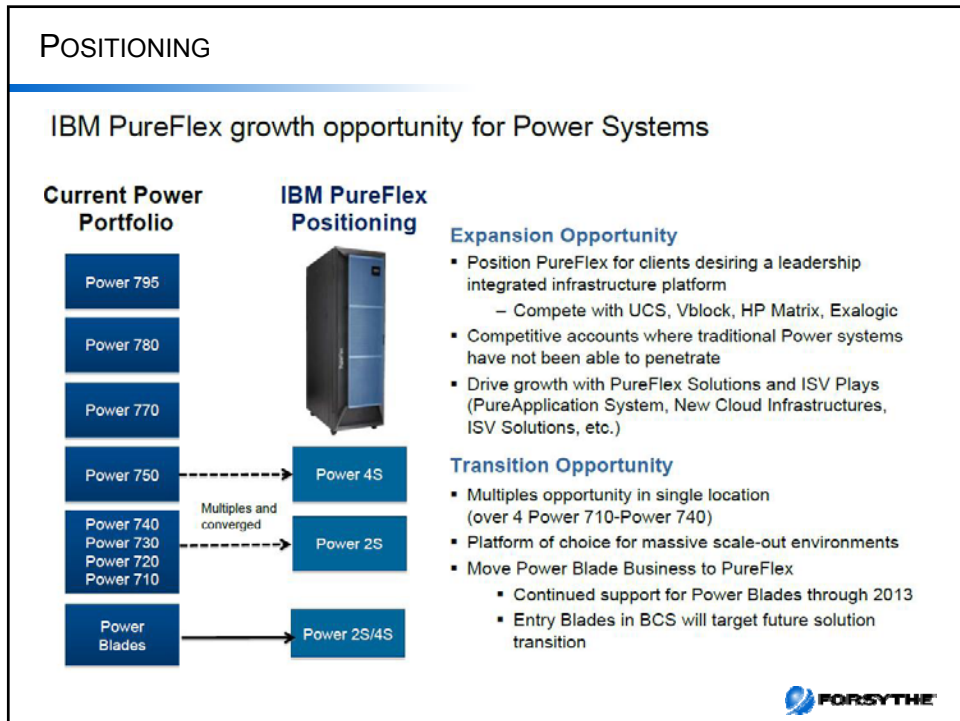 POSITIONING
IBM PureFlex growth opportunity for Power Systems
Current Power
Portfolio
Power 795
Power 780
Power 770
Power 750
Power 740
Power 730
Power 720
Power 710
Power
Blades
Multiples and
converged
IBM PureFlex
Positioning
Power 4S
Power 2S
Power 2S/4S
Expansion Opportunity
▪ Position PureFlex for clients desiring a leadership
integrated infrastructure platform
– Compete with UCS, Vblock, HP Matrix, Exalogic
▪ Competitive accounts where traditional Power systems
have not been able to penetrate
▪ Drive growth with PureFlex Solutions and ISV Plays
(PureApplication System, New Cloud Infrastructures,
ISV Solutions, etc.)
Transition Opportunity
▪ Multiples opportunity in single location
(over 4 Power 710-Power 740)
▪ Platform of choice for massive scale-out environments
▪ Move Power Blade Business to PureFlex
▪ Continued support for Power Blades through 2013
▪ Entry Blades in BCS will target future solution
transition
FORSYTHE